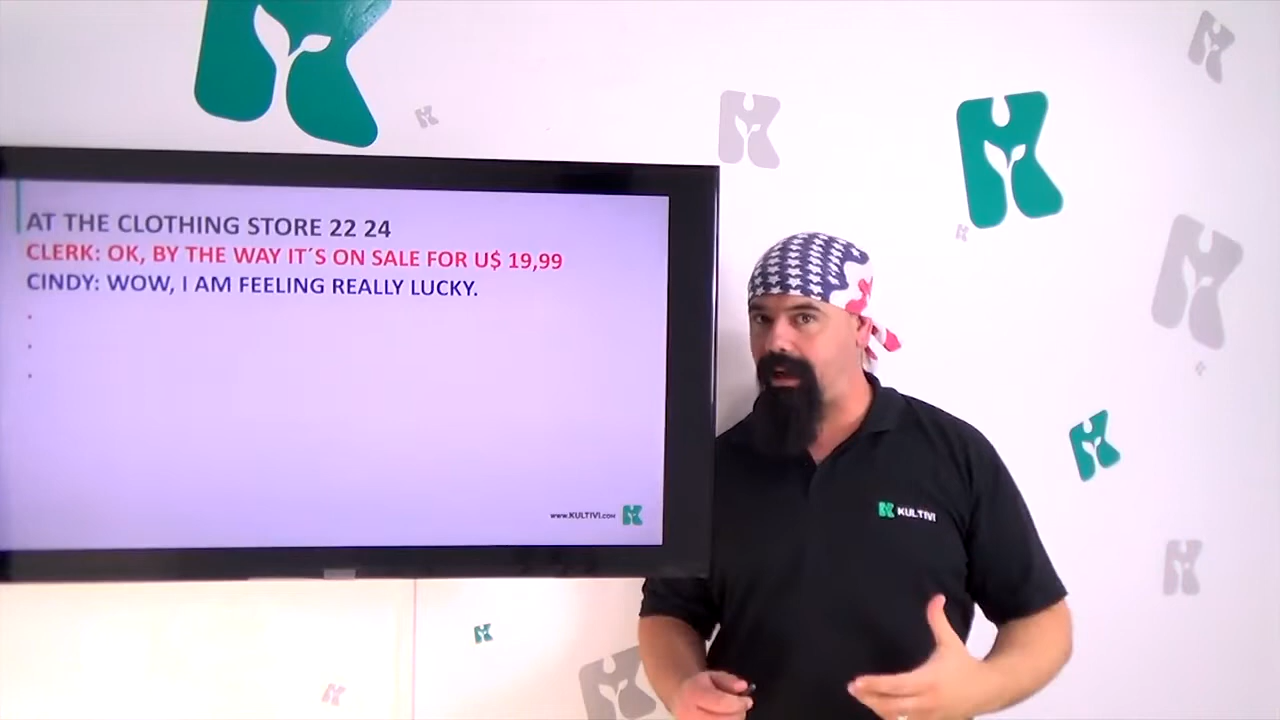 AT THE CLOTHING STORE 22 24
CLERK: OK, BY THE WAY IT´S ON SALE FOR U$ 19,99
CINDY: WOW, I AM FEELING REALLY LUCKY.
www.KULTIVI.COM
KULTIVI